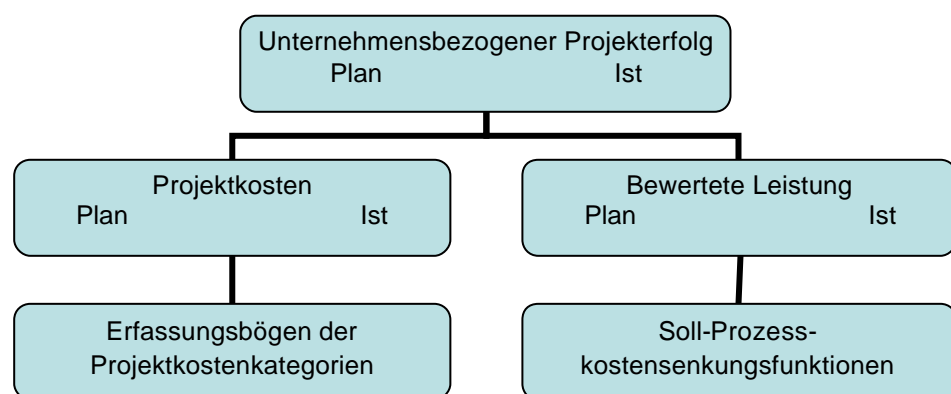 Unternehmensbezogener Projekterfolg
Plan Ist
Projektkosten
Plan Ist
Bewertete Leistung
Plan Ist
Erfassungsbögen der
Projektkostenkategorien
Soll-Prozess-
kostensenkungsfunktionen